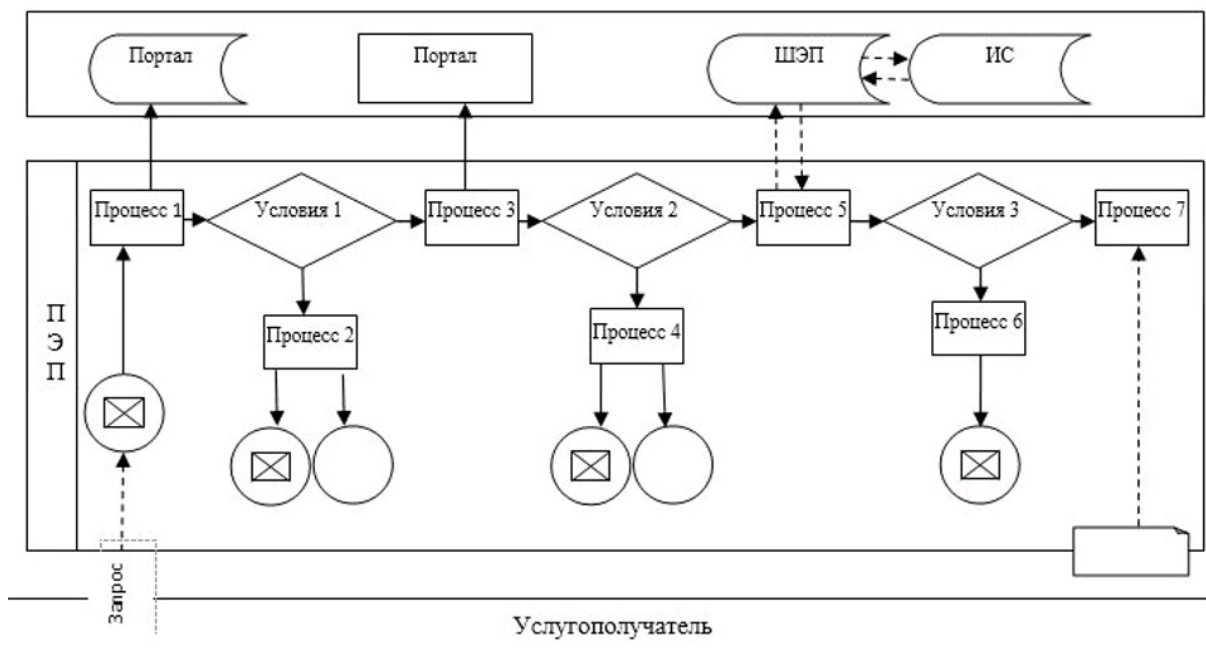 Портал
Портал
ШЭП
ИС
Процесс 1
Условия 1
Процесс 3
Условия 2
Процесс 5
Условия 3
Процесс 7
Процесс 2
Процесс 4
Процесс 6
П
Э
П
Запрос
Услугополучатель